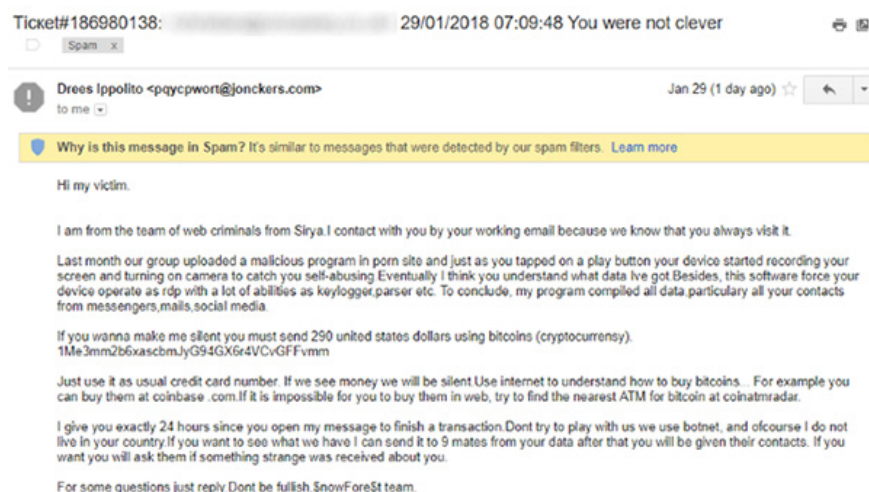 Ticket#186980138: 29/01/2018 07:09:48 You were not clever
Spam x
Drees Ippolito <pqycpwort@jonckers.com>
Jan 29 (1 day ago)
to me
Why is this message in Spam? It's similar to messages that were detected by our spam filters. Learn more
Hi my victim.
I am from the team of web criminals from Sirya.I contact with you by your working email because we know that you always visit it.
Last month our group uploaded a malicious program in porn site and just as you tapped on a play button your device started recording your
screen and turning on camera to catch you self-abusing Eventually I think you understand what data Ive got.Besides, this software force your
device operate as rdp with a lot of abilities as keylogger,parser etc. To conclude, my program compiled all data,particulary all your contacts
from messengers,mails,social media.
If you wanna make me silent you must send 290 united states dollars using bitcoins (cryptocurrensy).
1Me3mm2b6xascbmJyG94GX6r4VCvGFFvmm
Just use it as usual credit card number. If we see money we will be silent.Use internet to understand how to buy bitcoins... For example you
can buy them at coinbase .com.If it is impossible for you to buy them in web, try to find the nearest ATM for bitcoin at coinatmradar.
I give you exactly 24 hours since you open my message to finish a transaction.Dont try to play with us we use botnet, and ofcourse I do not
live in your country.If you want to see what we have I can send it to 9 mates from your data after that you will be given their contacts. If you
want you will ask them if something strange was received about you.
For some questions just reply.Dont be fullish.$nowFore$t team.